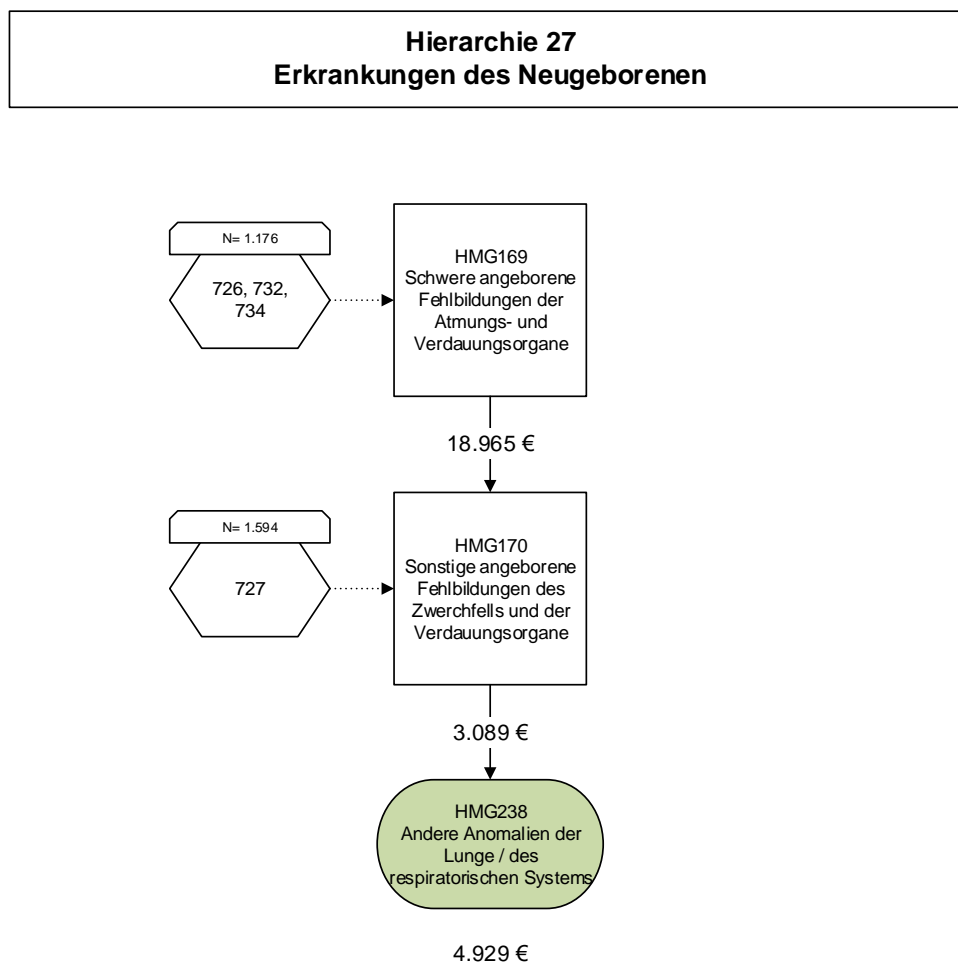 Hierarchie 27
Erkrankungen des Neugeborenen
N= 1.176
726, 732,
734
HMG169
Schwere angeborene
Fehlbildungen der
Atmungs- und
Verdauungsorgane
18.965 €
N= 1.594
727
HMG170
Sonstige angeborene
Fehlbildungen des
Zwerchfells und der
Verdauungsorgane
3.089 €
HMG238
Andere Anomalien der
Lunge / des
respiratorischen Systems
4.929 €